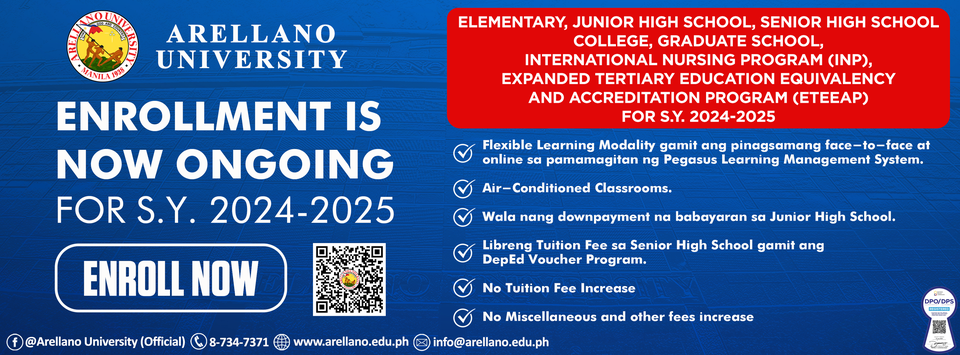 ARELLANO UNIVERSITY
MANILA 1938
ARELLANO
UNIVERSITY
ENROLLMENT IS
NOW ONGOING
FOR S.Y. 2024-2025
ENROLL NOW
ELEMENTARY, JUNIOR HIGH SCHOOL, SENIOR HIGH SCHOOL
COLLEGE, GRADUATE SCHOOL,
INTERNATIONAL NURSING PROGRAM (INP),
EXPANDED TERTIARY EDUCATION EQUIVALENCY
AND ACCREDITATION PROGRAM (ETEEAP)
FOR S.Y. 2024-2025
Flexible Learning Modality gamit ang pinagsamang face-to-face at
online sa pamamagitan ng Pegasus Learning Management System.
Air-Conditioned Classrooms.
Wala nang downpayment na babayaran sa Junior High School.
Libreng Tuition Fee sa Senior High School gamit ang
DepEd Voucher Program.
No Tuition Fee Increase
No Miscellaneous and other fees increase
DPO/DPS
@Arellano University (Official) 8-734-7371 www.arellano.edu.ph info@arellano.edu.ph